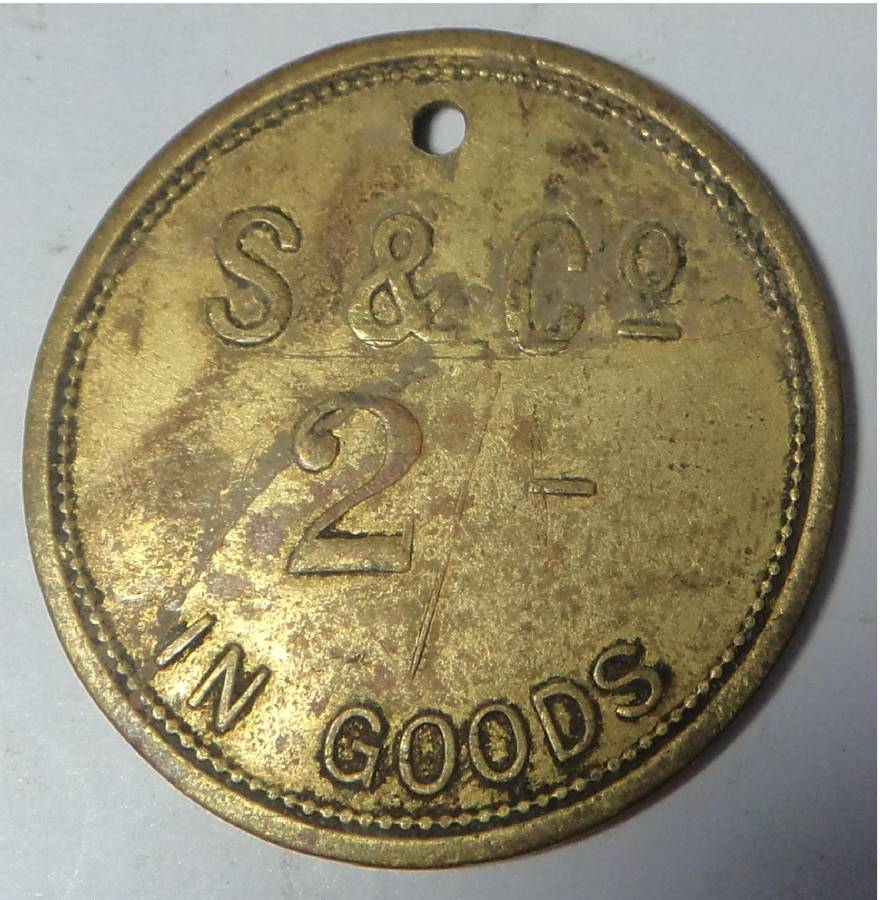 S & Cº
2/-
IN GOODS